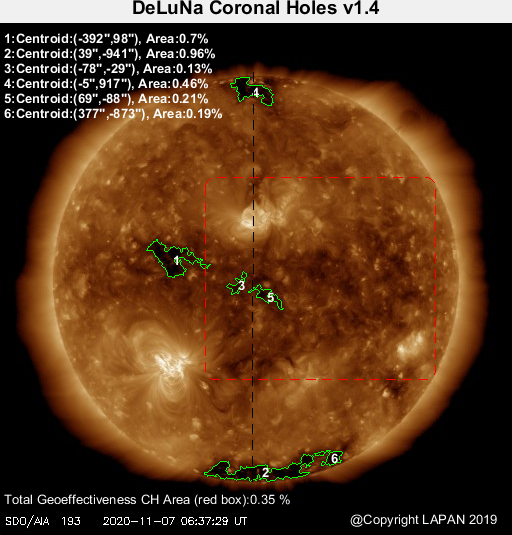 DeLuNa Coronal Holes v1.4
1:Centroid:(-392",98"), Area:0.7%
2:Centroid:(39",-941"), Area:0.96%
3:Centroid:(-78",-29"), Area:0.13%
4:Centroid:(-5",917"), Area:0.46%
5:Centroid:(69",-88"), Area:0.21%
6:Centroid:(377",-873"), Area:0.19%
4
1
3
5
6
2
Total Geoeffectiveness CH Area (red box):0.35 %
SDO/AIA 193 2020-11-07 06:37:29 UT
@Copyright LAPAN 2019